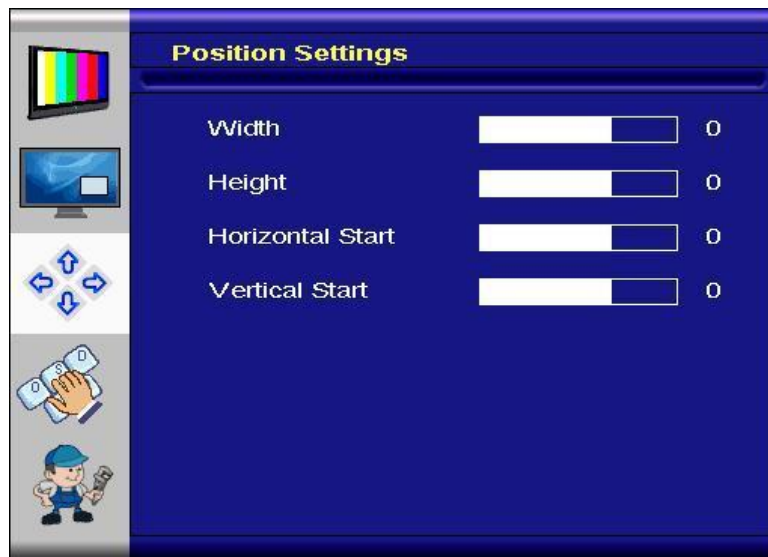 Position Settings
Width 0
Height 0
Horizontal Start 0
Vertical Start 0
O S D